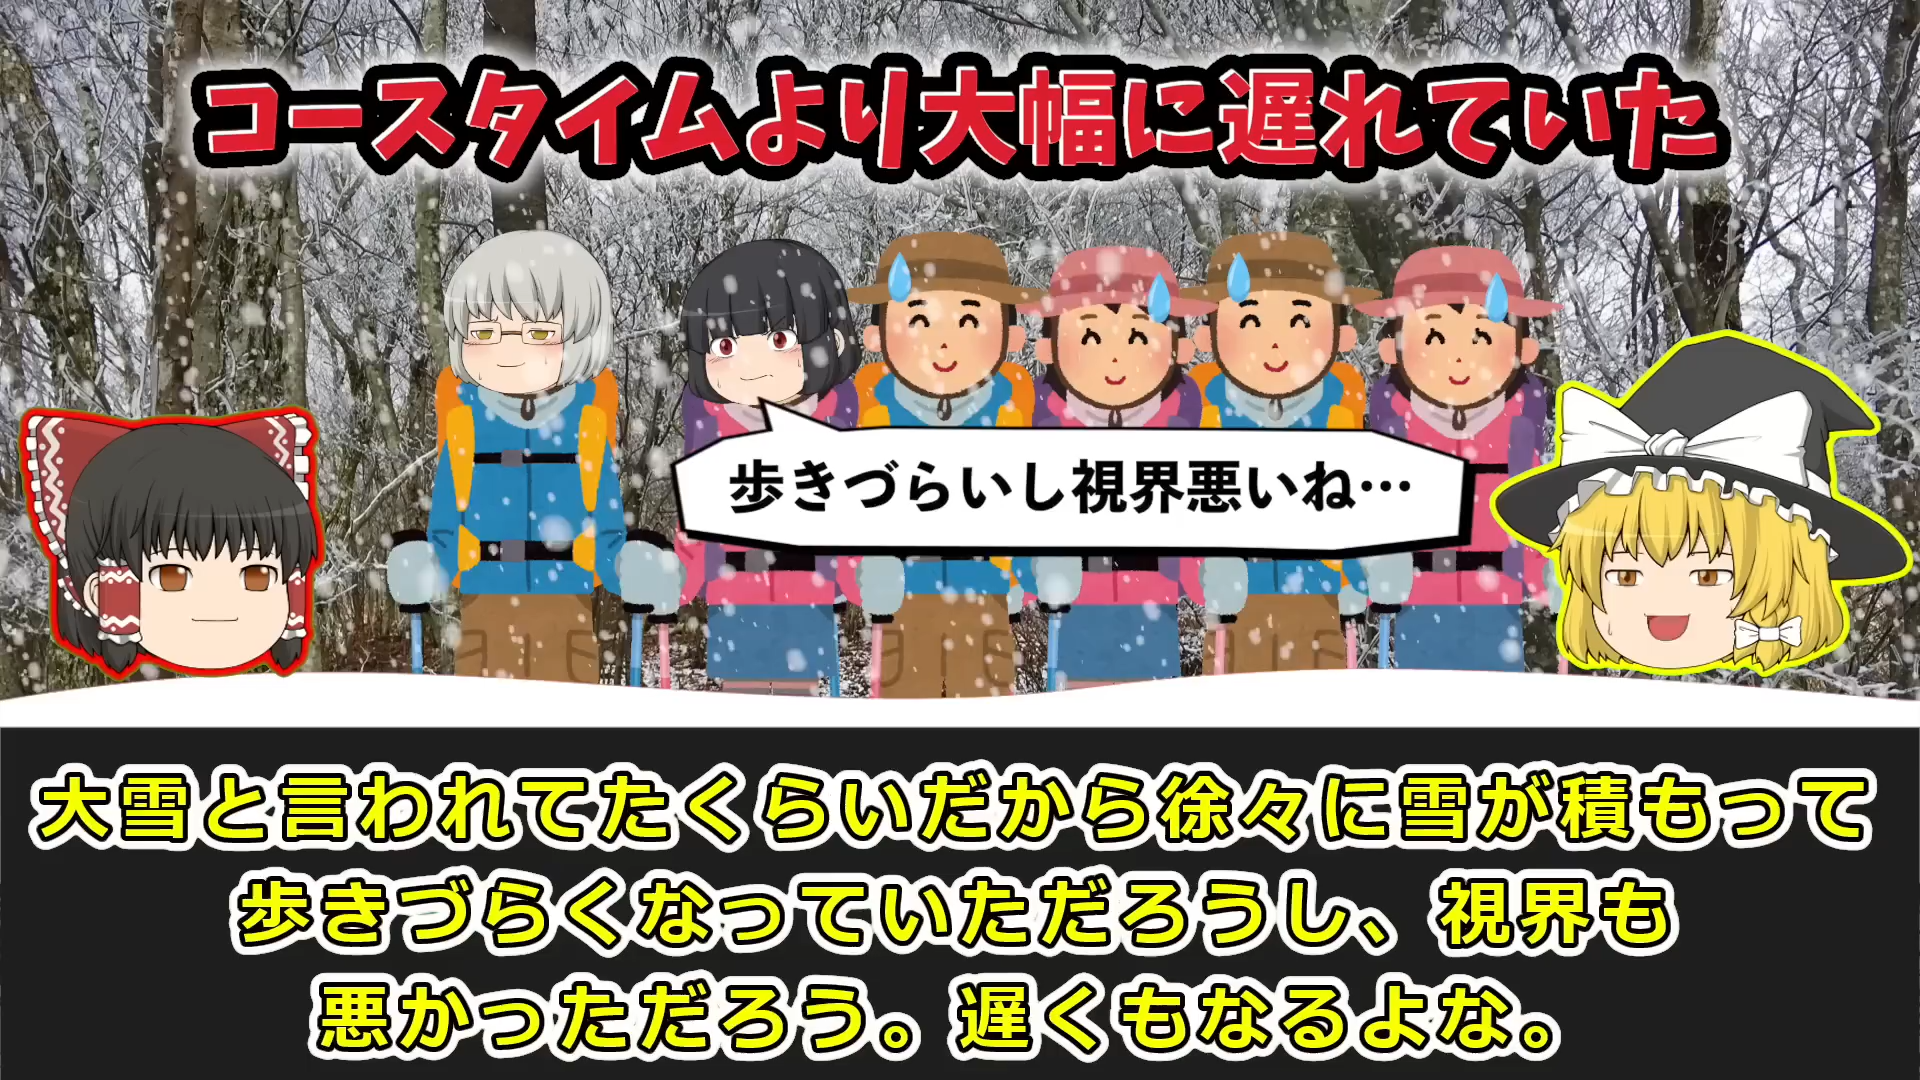 コースタイムより大幅に遅れていた
歩きづらいし視界悪いね…
大雪と言われてたくらいだから徐々に雪が積もって
歩きづらくなっていただろうし、視界も
悪かっただろう。遅くもなるよな。